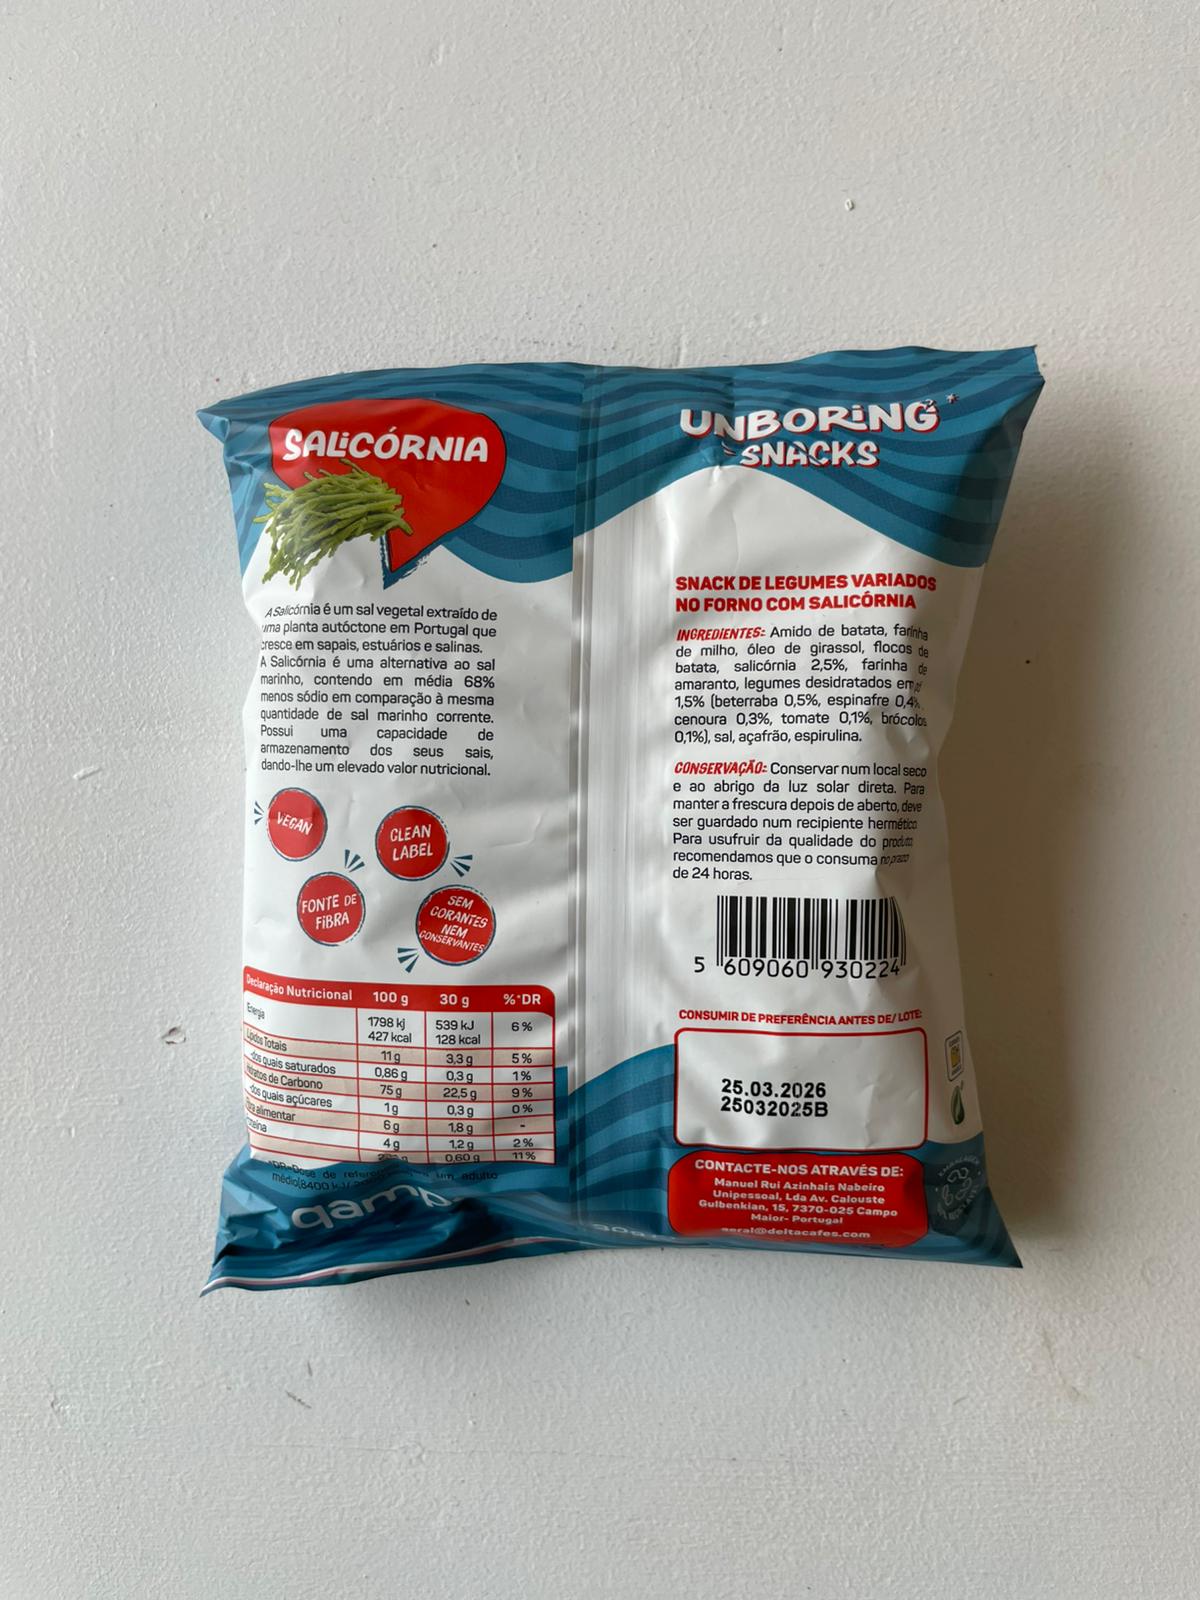 SALICÓRNIA
A Salicórnia é um sal vegetal extraído de
uma planta autóctone em Portugal que
cresce em sapais, estuários e salinas.
A Salicórnia é uma alternativa ao sal
marinho, contendo em média 68%
menos sódio em comparação à mesma
quantidade de sal marinho corrente.
Possui uma capacidade de
armazenamento dos seus sais,
dando-lhe um elevado valor nutricional.
VEGAN
CLEAN
LABEL
FONTE DE
FIBRA
SEM
CORANTES
NEM
CONSERVANTES
Declaração Nutricional 100 g 30 g %*DR
Energia 1798 kj 539 kJ 6 %
427 kcal 128 kcal
Lípidos Totais 11 g 3,3 g 5 %
-dos quais saturados 0,86 g 0,3 g 1 %
Hidratos de Carbono 75 g 22,5 g 9 %
-dos quais açúcares 1 g 0,3 g 0 %
alimentar 6 g 1,8 g -
4 g 1,2 g 2 %
0,60 g 11 %
*DR=Dose de um adulto
médio(8400 kJ/
qampo
UNBORING
SNACKS
SNACK DE LEGUMES VARIADOS
NO FORNO COM SALICÓRNIA
INGREDIENTES: Amido de batata, farinha
de milho, óleo de girassol, flocos de
batata, salicórnia 2,5%, farinha de
amaranto, legumes desidratados em pó
1,5% (beterraba 0,5%, espinafre 0,4%,
cenoura 0,3%, tomate 0,1%, brócolos
0,1%), sal, açafrão, espirulina.
CONSERVAÇÃO: Conservar num local seco
e ao abrigo da luz solar direta. Para
manter a frescura depois de aberto, deve
ser guardado num recipiente hermético.
Para usufruir da qualidade do produto,
recomendamos que o consuma no prazo
de 24 horas.
5 609060 930224
CONSUMIR DE PREFERÊNCIA ANTES DE/ LOTE:
25.03.2026
25032025B
CONTACTE-NOS ATRAVÉS DE:
Manuel Rui Azinhais Nabeiro
Unipessoal, Lda Av. Calouste
Gulbenkian, 15, 7370-025 Campo
Maior- Portugal
geral@deltacafes.com